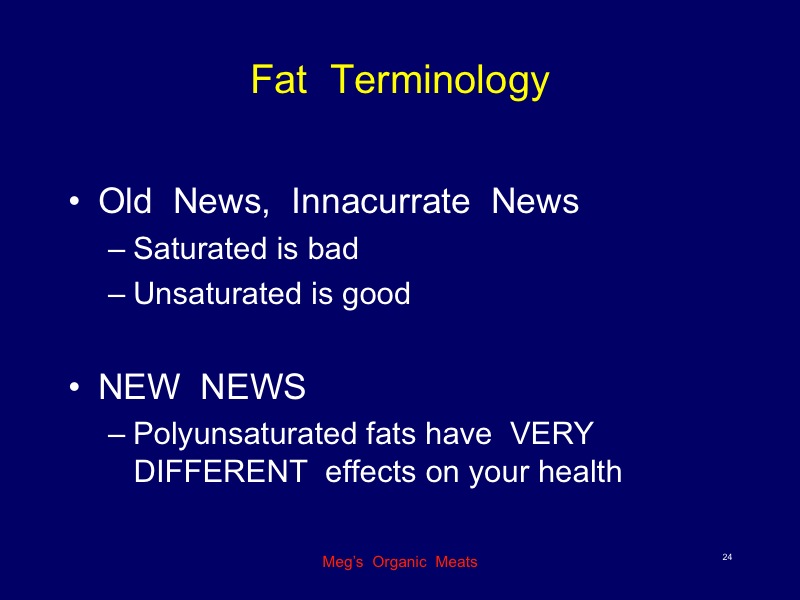 Fat Terminology
• Old News, Innacurrate News
– Saturated is bad
– Unsaturated is good
• NEW NEWS
– Polyunsaturated fats have VERY
DIFFERENT effects on your health
Meg's Organic Meats
24